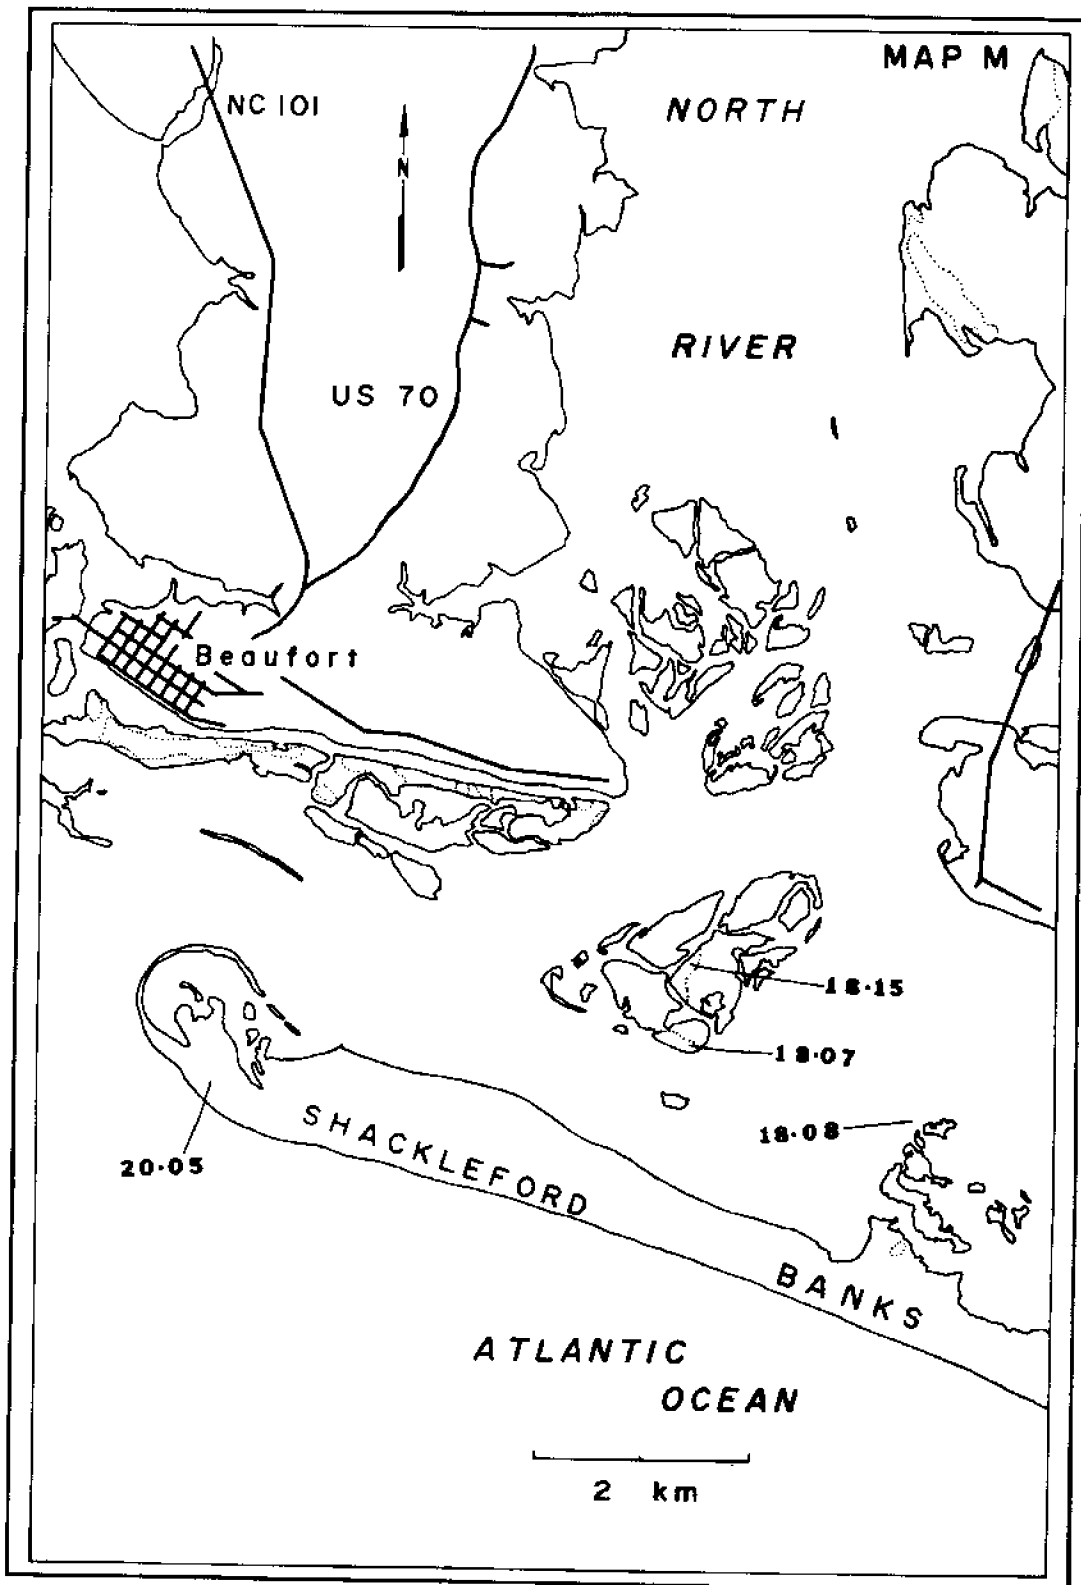 MAP M
NC 101
NORTH
N
RIVER
US 70
Beaufort
18·15
18·07
18·08
20·05
SHACKLEFORD
BANKS
ATLANTIC
OCEAN
2 km